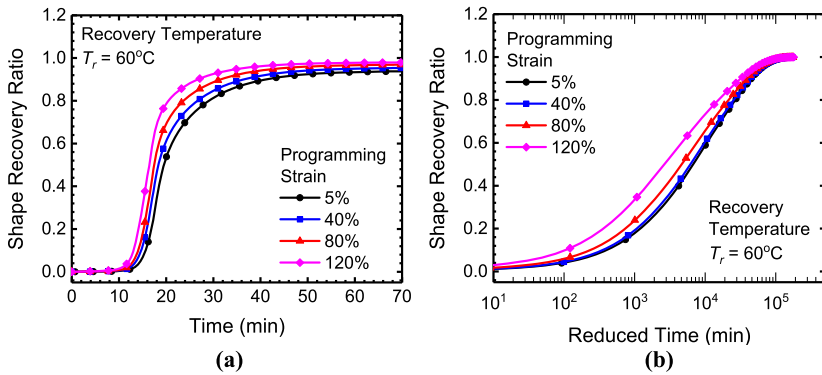 Recovery Temperature
Tr = 60°C
Programming
Strain
5%
40%
80%
120%
Shape Recovery Ratio
1.2
1.0
0.8
0.6
0.4
0.2
0.0
0 10 20 30 40 50 60 70
Time (min)
(a)
Programming
Strain
5%
40%
80%
120%
Recovery
Temperature
Tr = 60°C
Shape Recovery Ratio
1.2
1.0
0.8
0.6
0.4
0.2
0.0
10¹ 10² 10³ 10⁴ 10⁵
Reduced Time (min)
(b)